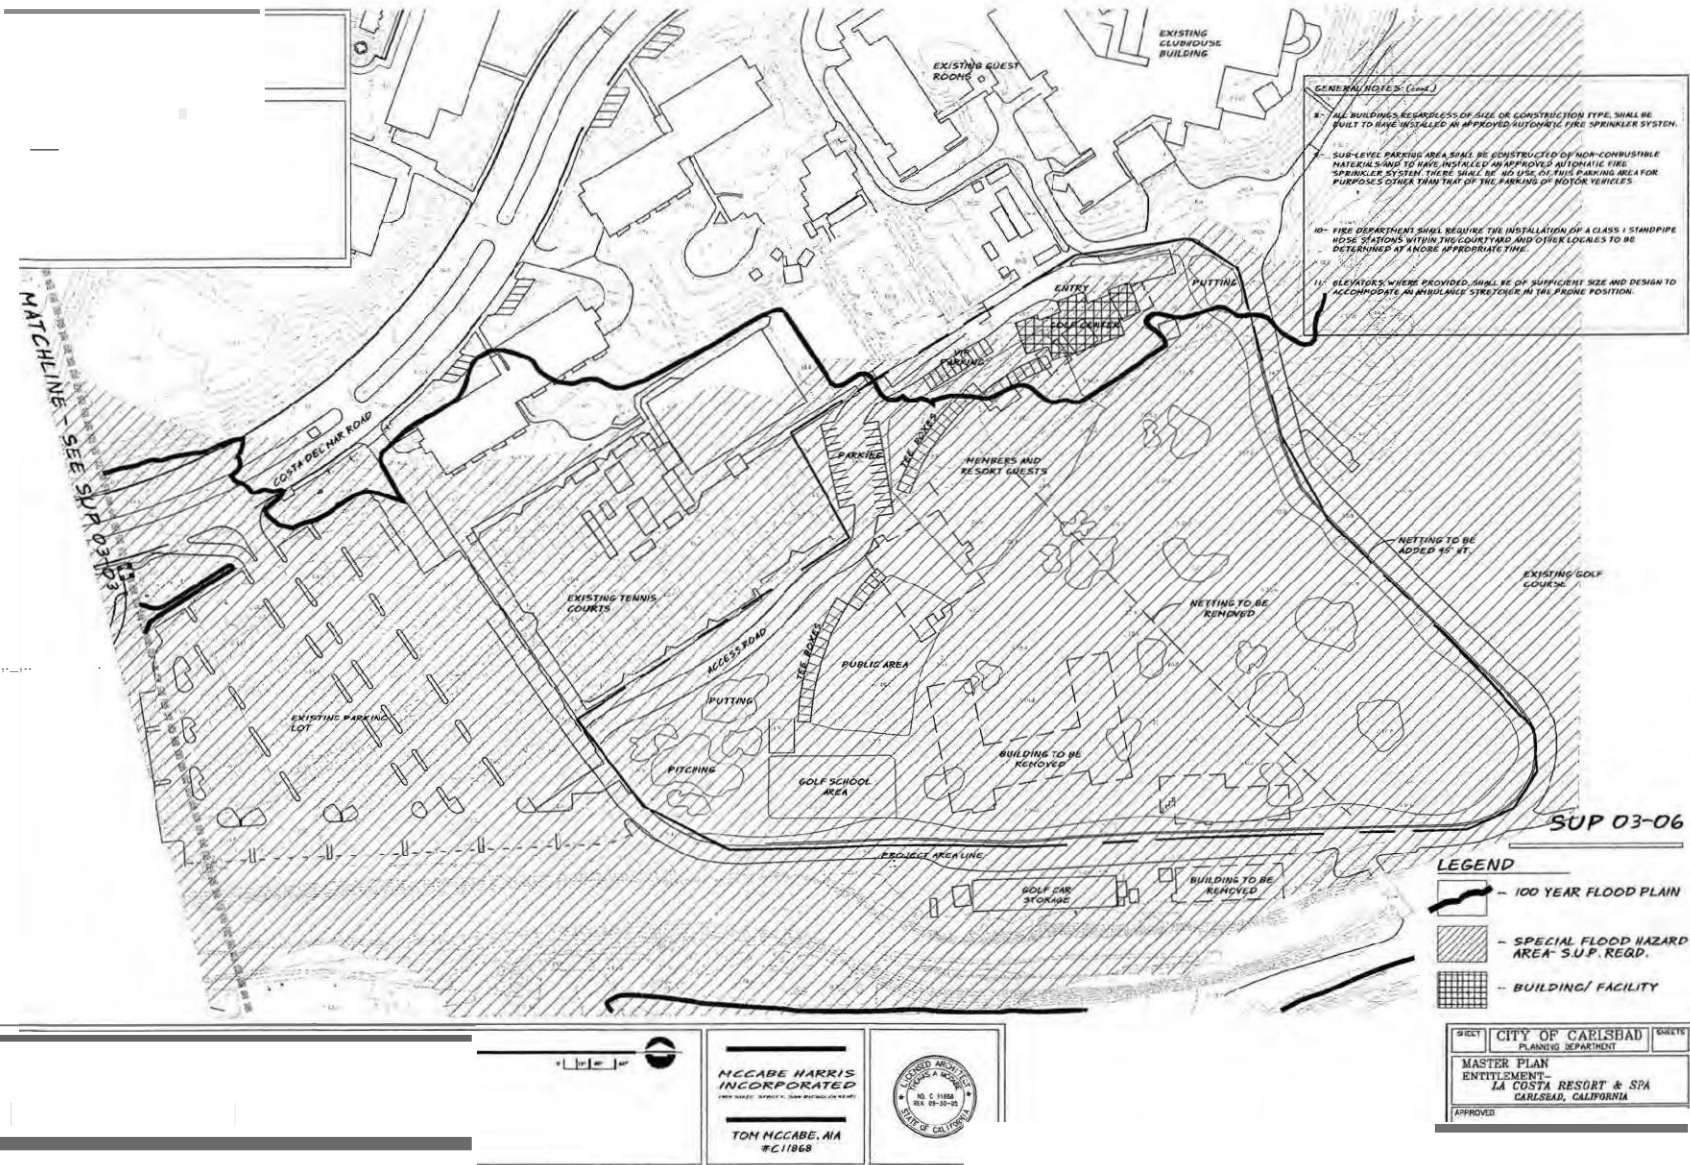 EXISTING
CLUBHOUSE
BUILDING
EXISTING GUEST
ROOMS
GENERAL NOTES: (cont.)
8- ALL BUILDINGS REGARDLESS OF SIZE OR CONSTRUCTION TYPE, SHALL BE
BUILT TO HAVE INSTALLED AN APPROVED AUTOMATIC FIRE SPRINKLER SYSTEM.
9- SUB-LEVEL PARKING AREA SHALL BE CONSTRUCTED OF NON-COMBUSTIBLE
MATERIALS AND TO HAVE INSTALLED AN APPROVED AUTOMATIC FIRE
SPRINKLER SYSTEM. THERE SHALL BE NO USE OF THIS PARKING AREA FOR
PURPOSES OTHER THAN THAT OF THE PARKING OF MOTOR VEHICLES.
10- FIRE DEPARTMENT SHALL REQUIRE THE INSTALLATION OF A CLASS I STANDPIPE
HOSE STATIONS WITHIN THE COURTYARD AND OTHER LOCALES TO BE
DETERMINED AT A MORE APPROPRIATE TIME.
11- ELEVATORS, WHERE PROVIDED, SHALL BE OF SUFFICIENT SIZE AND DESIGN TO
ACCOMMODATE AN AMBULANCE STRETCHER IN THE PRONE POSITION.
MATCHLINE - SEE SUP 03-03
ENTRY
PUTTING
GOLF CENTER
VIP
PARKING
COSTA DEL MAR ROAD
PARKING
TEE BOXES
MEMBERS AND
RESORT GUESTS
NETTING TO BE
ADDED 45' HT.
EXISTING GOLF
COURSE
EXISTING TENNIS
COURTS
NETTING TO BE
REMOVED
ACCESS ROAD
TEE BOXES
PUBLIC AREA
PUTTING
EXISTING PARKING
LOT
PITCHING
GOLF SCHOOL
AREA
BUILDING TO BE
REMOVED
PROJECT AREA LINE
GOLF CAR
STORAGE
BUILDING TO BE
REMOVED
SUP 03-06
LEGEND
- 100 YEAR FLOOD PLAIN
- SPECIAL FLOOD HAZARD
AREA- S.U.P. REQD.
- BUILDING/ FACILITY
MCCABE HARRIS
INCORPORATED
TOM MCCABE, AIA
#C11868
LICENSED ARCHITECT
THOMAS A MCCABE
NO. C 11868
REN. 09-30-05
STATE OF CALIFORNIA
SHEET
CITY OF CARLSBAD
PLANNING DEPARTMENT
SHEETS
MASTER PLAN
ENTITLEMENT-
LA COSTA RESORT & SPA
CARLSBAD, CALIFORNIA
APPROVED